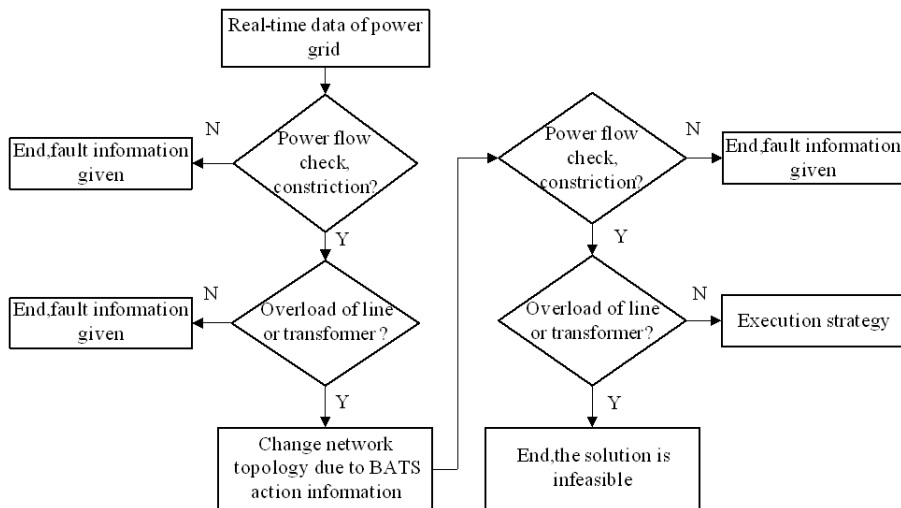 Real-time data of power
grid
N
Power flow
check,
constriction?
End,fault information
given
Y
N
Overload of line
or transformer ?
End,fault information
given
Y
Change network
topology due to BATS
action information
Power flow
check,
constriction?
N
End,fault information
given
Y
Overload of line
or transformer?
N
Execution strategy
Y
End,the solution is
infeasible